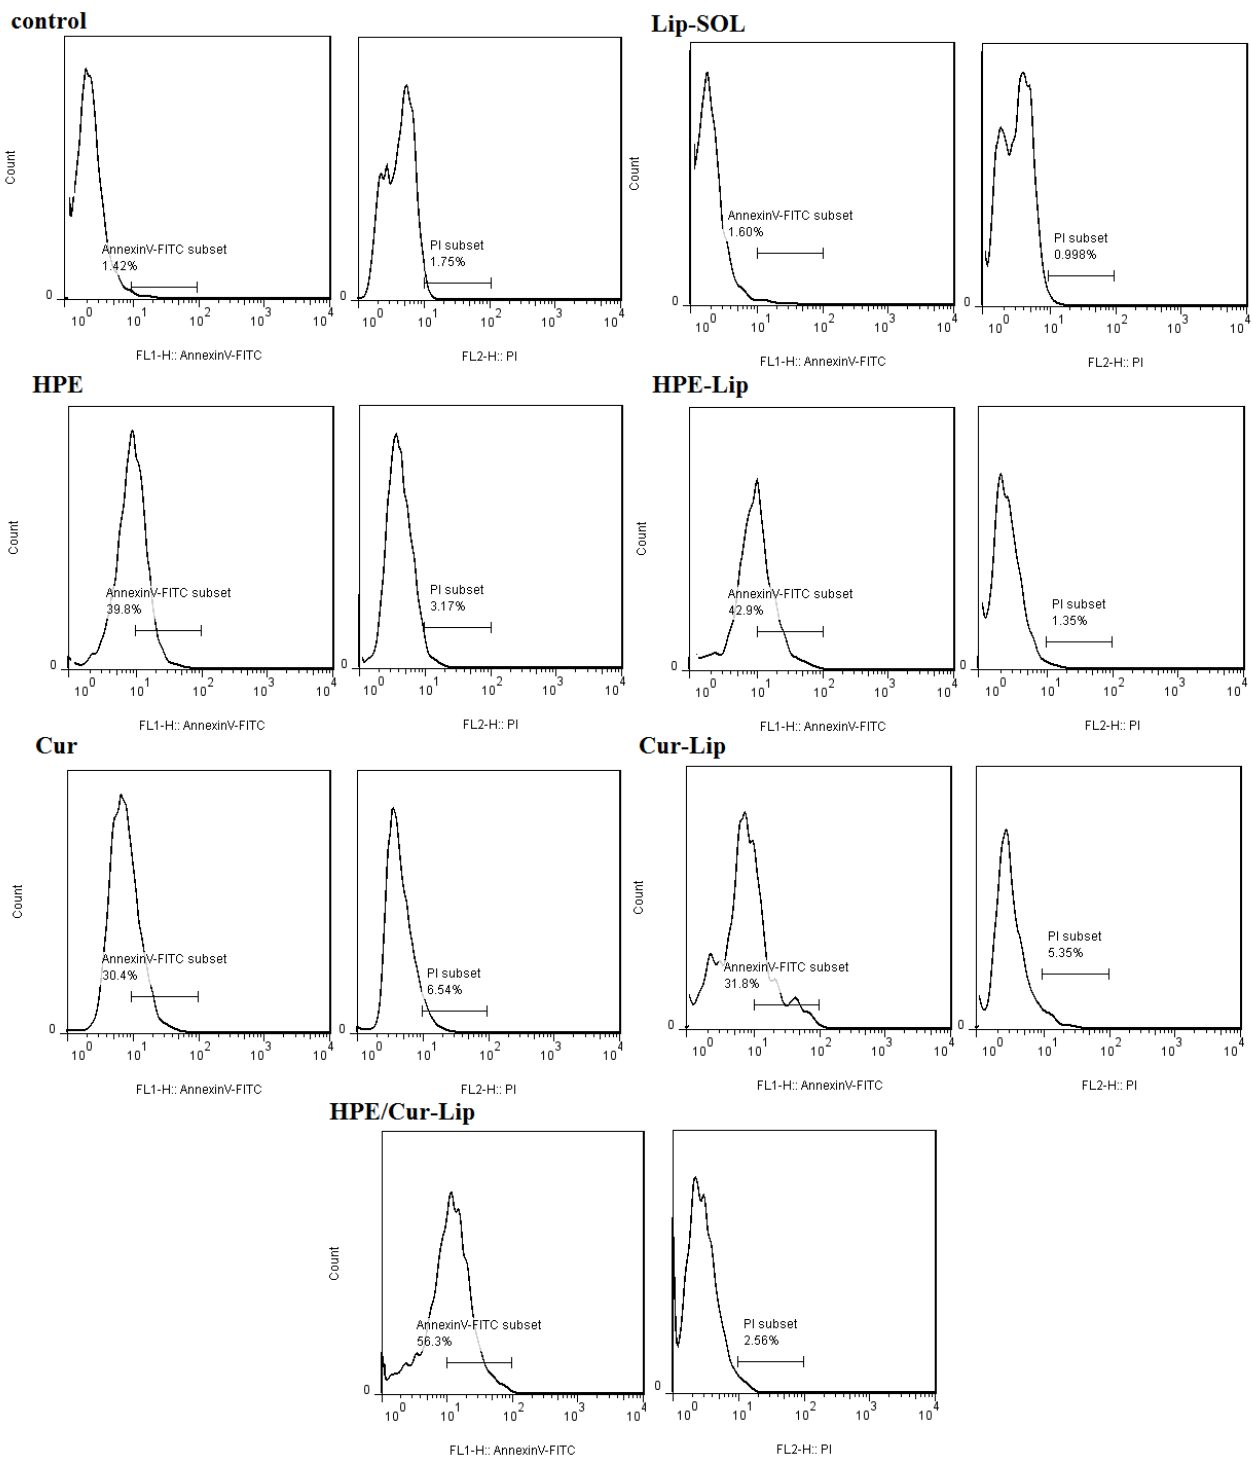 control
Count
AnnexinV-FITC subset
1.42%
0
10^0 10^1 10^2 10^3 10^4
FL1-H:: AnnexinV-FITC
PI subset
1.75%
0
10^0 10^1 10^2 10^3 10^4
FL2-H:: PI
Lip-SOL
Count
AnnexinV-FITC subset
1.60%
0
10^0 10^1 10^2 10^3 10^4
FL1-H:: AnnexinV-FITC
PI subset
0.998%
0
10^0 10^1 10^2 10^3 10^4
FL2-H:: PI
HPE
Count
AnnexinV-FITC subset
39.8%
0
10^0 10^1 10^2 10^3 10^4
FL1-H:: AnnexinV-FITC
PI subset
3.17%
0
10^0 10^1 10^2 10^3 10^4
FL2-H:: PI
HPE-Lip
Count
AnnexinV-FITC subset
42.9%
0
10^0 10^1 10^2 10^3 10^4
FL1-H:: AnnexinV-FITC
PI subset
1.35%
0
10^0 10^1 10^2 10^3 10^4
FL2-H:: PI
Cur
Count
AnnexinV-FITC subset
30.4%
0
10^0 10^1 10^2 10^3 10^4
FL1-H:: AnnexinV-FITC
PI subset
6.54%
0
10^0 10^1 10^2 10^3 10^4
FL2-H:: PI
Cur-Lip
Count
AnnexinV-FITC subset
31.8%
0
10^0 10^1 10^2 10^3 10^4
FL1-H:: AnnexinV-FITC
PI subset
5.35%
0
10^0 10^1 10^2 10^3 10^4
FL2-H:: PI
HPE/Cur-Lip
Count
AnnexinV-FITC subset
56.3%
0
10^0 10^1 10^2 10^3 10^4
FL1-H:: AnnexinV-FITC
PI subset
2.56%
0
10^0 10^1 10^2 10^3 10^4
FL2-H:: PI